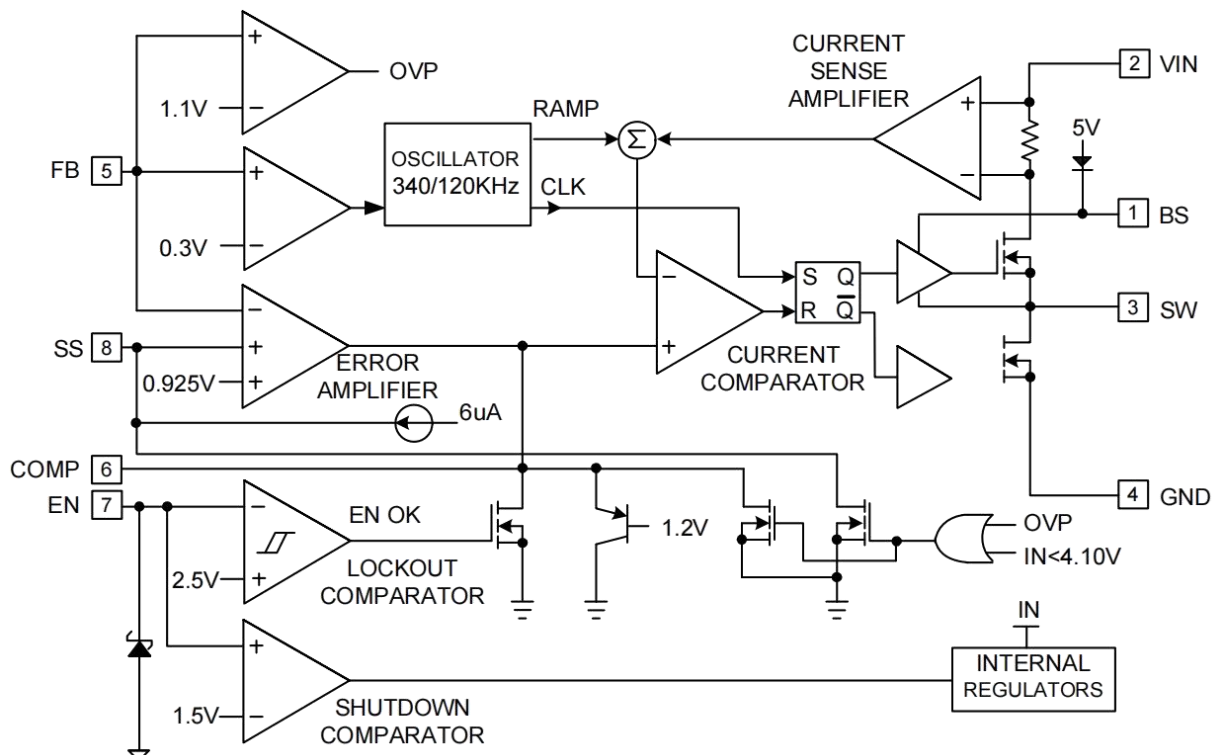 +
OVP
1.1V
−
CURRENT
SENSE
AMPLIFIER
+
−
2 VIN
5V
RAMP
Σ
OSCILLATOR
340/120KHz
CLK
FB 5
+
0.3V
−
1 BS
−
+
S Q
R Q̅
CURRENT
COMPARATOR
3 SW
SS 8
−
+
0.925V
+
ERROR
AMPLIFIER
6uA
COMP 6
EN 7
−
2.5V
+
EN OK
LOCKOUT
COMPARATOR
1.2V
4 GND
OVP
IN<4.10V
+
1.5V
−
SHUTDOWN
COMPARATOR
IN
INTERNAL
REGULATORS